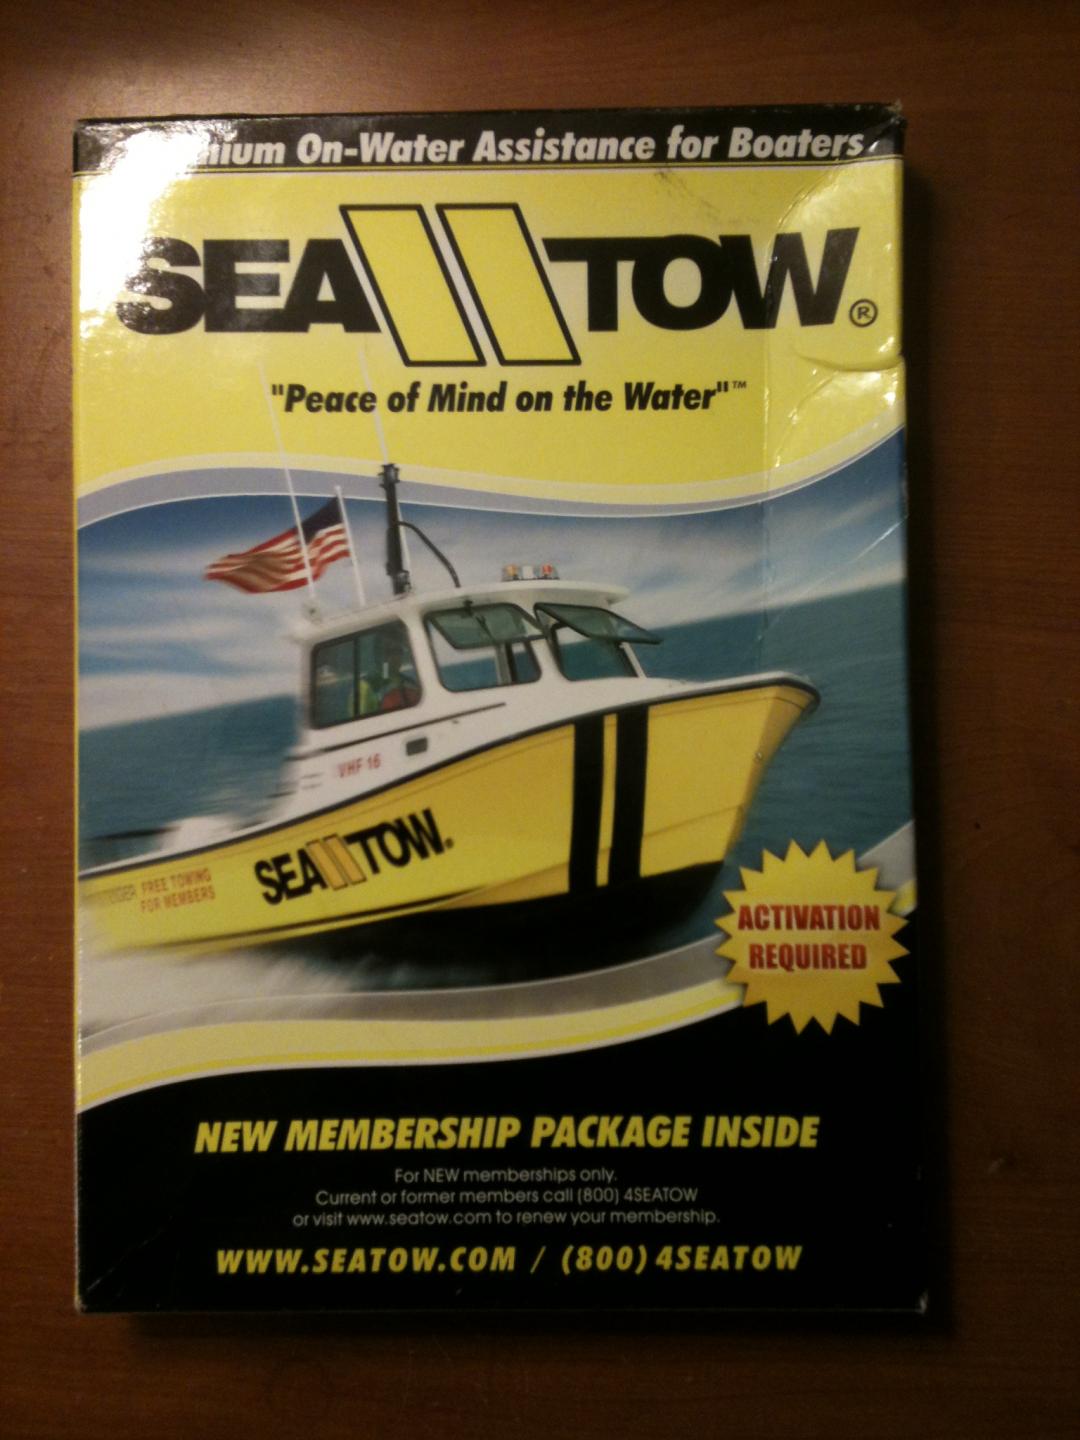 On-Water Assistance for Boaters
SEA TOW®
"Peace of Mind on the Water"™
VHF 16
SEA TOW®
FREE TOWING
FOR MEMBERS
ACTIVATION
REQUIRED
NEW MEMBERSHIP PACKAGE INSIDE
For NEW memberships only.
Current or former members call (800) 4SEATOW
or visit www.seatow.com to renew your membership.
WWW.SEATOW.COM / (800) 4SEATOW